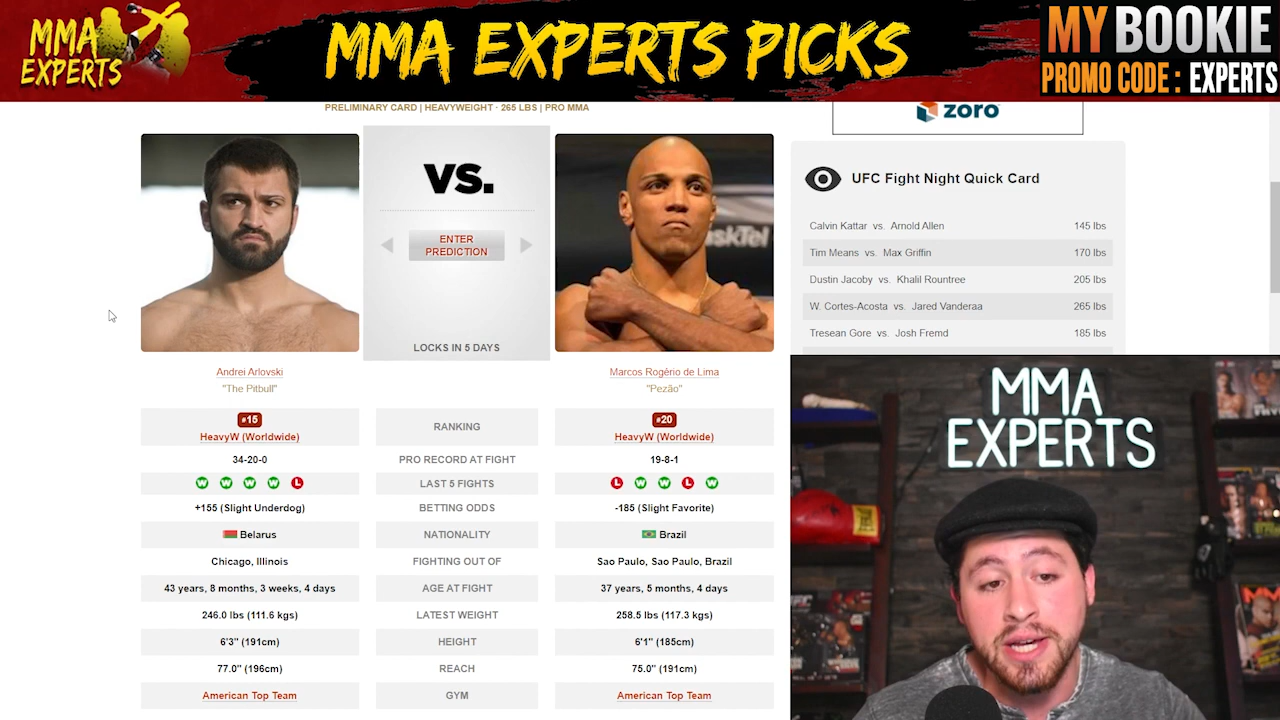 MMA
EXPERTS
MMA EXPERTS PICKS
MY BOOKIE
PROMO CODE : EXPERTS
PRELIMINARY CARD | HEAVYWEIGHT · 265 LBS | PRO MMA
zoro
VS.
ENTER
PREDICTION
LOCKS IN 5 DAYS
Andrei Arlovski
"The Pitbull"
Marcos Rogério de Lima
"Pezão"
#15
HeavyW (Worldwide)
RANKING
#20
HeavyW (Worldwide)
34-20-0 PRO RECORD AT FIGHT 19-8-1
W W W W L LAST 5 FIGHTS L W W L W
+155 (Slight Underdog) BETTING ODDS -185 (Slight Favorite)
Belarus NATIONALITY Brazil
Chicago, Illinois FIGHTING OUT OF Sao Paulo, Sao Paulo, Brazil
43 years, 8 months, 3 weeks, 4 days AGE AT FIGHT 37 years, 5 months, 4 days
246.0 lbs (111.6 kgs) LATEST WEIGHT 258.5 lbs (117.3 kgs)
6'3" (191cm) HEIGHT 6'1" (185cm)
77.0" (196cm) REACH 75.0" (191cm)
American Top Team GYM American Top Team
UFC Fight Night Quick Card
Calvin Kattar vs. Arnold Allen 145 lbs
Tim Means vs. Max Griffin 170 lbs
Dustin Jacoby vs. Khalil Rountree 205 lbs
W. Cortes-Acosta vs. Jared Vanderaa 265 lbs
Tresean Gore vs. Josh Fremd 185 lbs
MMA
EXPERTS